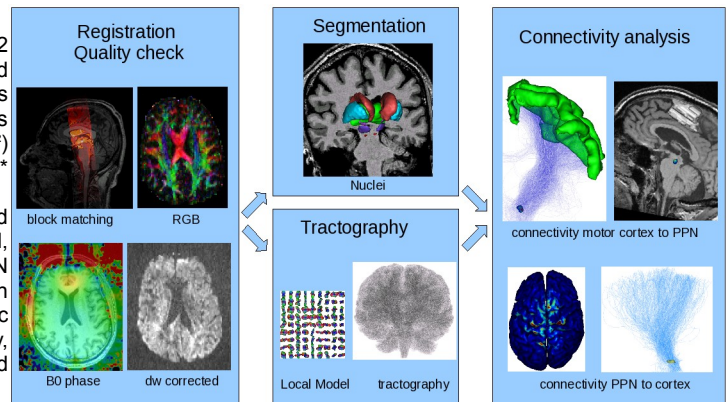 2
d
s
s
)
*
d
l,
N
n
c
y,
d
Registration
Quality check
block matching
RGB
B0 phase
dw corrected
Segmentation
Nuclei
Tractography
Local Model
tractography
Connectivity analysis
connectivity motor cortex to PPN
connectivity PPN to cortex